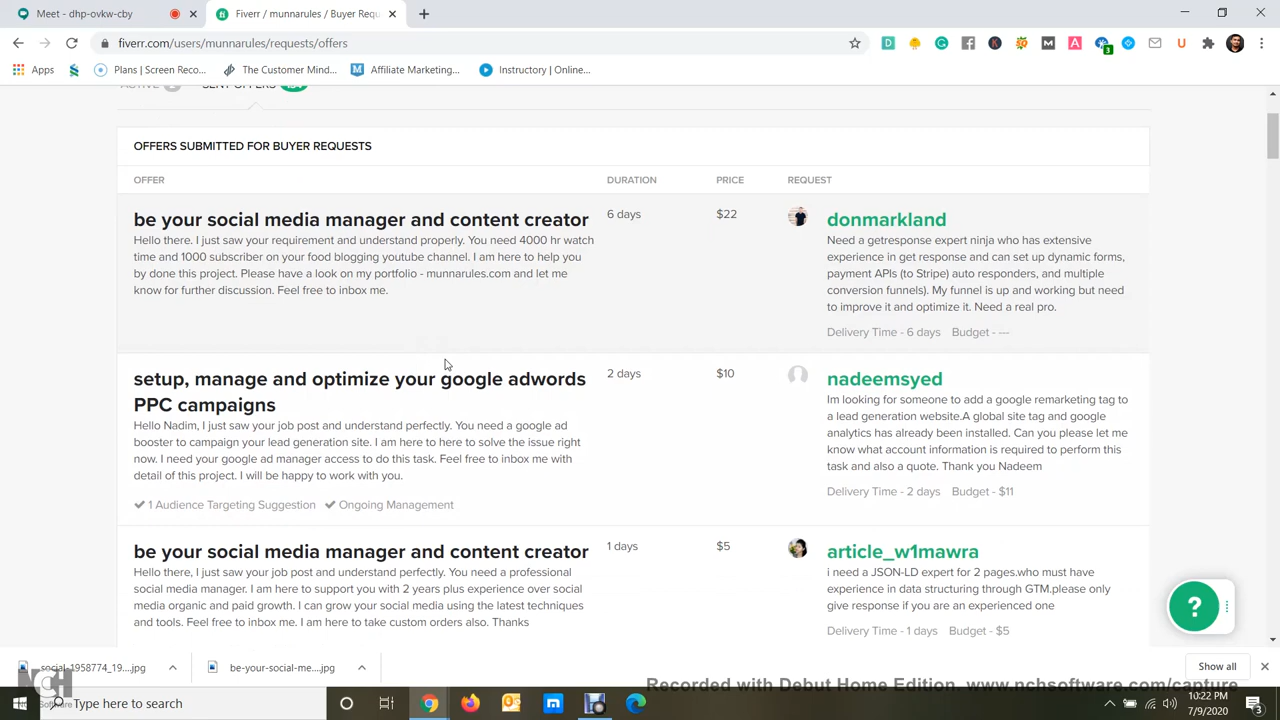 Meet - dhp-ovkw-cby
Fiverr / munnarules / Buyer Requ
fiverr.com/users/munnarules/requests/offers
Apps
Plans | Screen Reco...
The Customer Mind...
Affiliate Marketing,...
Instructory | Online...
OFFERS SUBMITTED FOR BUYER REQUESTS
OFFER DURATION PRICE REQUEST
be your social media manager and content creator
6 days
$22
donmarkland
Hello there. I just saw your requirement and understand properly. You need 4000 hr watch
time and 1000 subscriber on your food blogging youtube channel. I am here to help you
by done this project. Please have a look on my portfolio - munnarules.com and let me
know for further discussion. Feel free to inbox me.
Need a getresponse expert ninja who has extensive
experience in get response and can set up dynamic forms,
payment APIs (to Stripe) auto responders, and multiple
conversion funnels). My funnel is up and working but need
to improve it and optimize it. Need a real pro.
Delivery Time - 6 days Budget - ---
setup, manage and optimize your google adwords
PPC campaigns
2 days
$10
nadeemsyed
Hello Nadim, I just saw your job post and understand perfectly. You need a google ad
booster to campaign your lead generation site. I am here to here to solve the issue right
now. I need your google ad manager access to do this task. Feel free to inbox me with
detail of this project. I will be happy to work with you.
1 Audience Targeting Suggestion Ongoing Management
Im looking for someone to add a google remarketing tag to
a lead generation website.A global site tag and google
analytics has already been installed. Can you please let me
know what account information is required to perform this
task and also a quote. Thank you Nadeem
Delivery Time - 2 days Budget - $11
be your social media manager and content creator
1 days
$5
article_w1mawra
Hello there, I just saw your job post and understand perfectly. You need a professional
social media manager. I am here to support you with 2 years plus experience over social
media organic and paid growth. I can grow your social media using the latest techniques
and tools. Feel free to inbox me. I am here to take custom orders also. Thanks
i need a JSON-LD expert for 2 pages.who must have
experience in data structuring through GTM.please only
give response if you are an experienced one
Delivery Time - 1 days Budget - $5
?
social-1958774_19....jpg
be-your-social-me....jpg
Show all
NCH Software
Recorded with Debut Home Edition. www.nchsoftware.com/capture
Type here to search
10:22 PM
7/9/2020